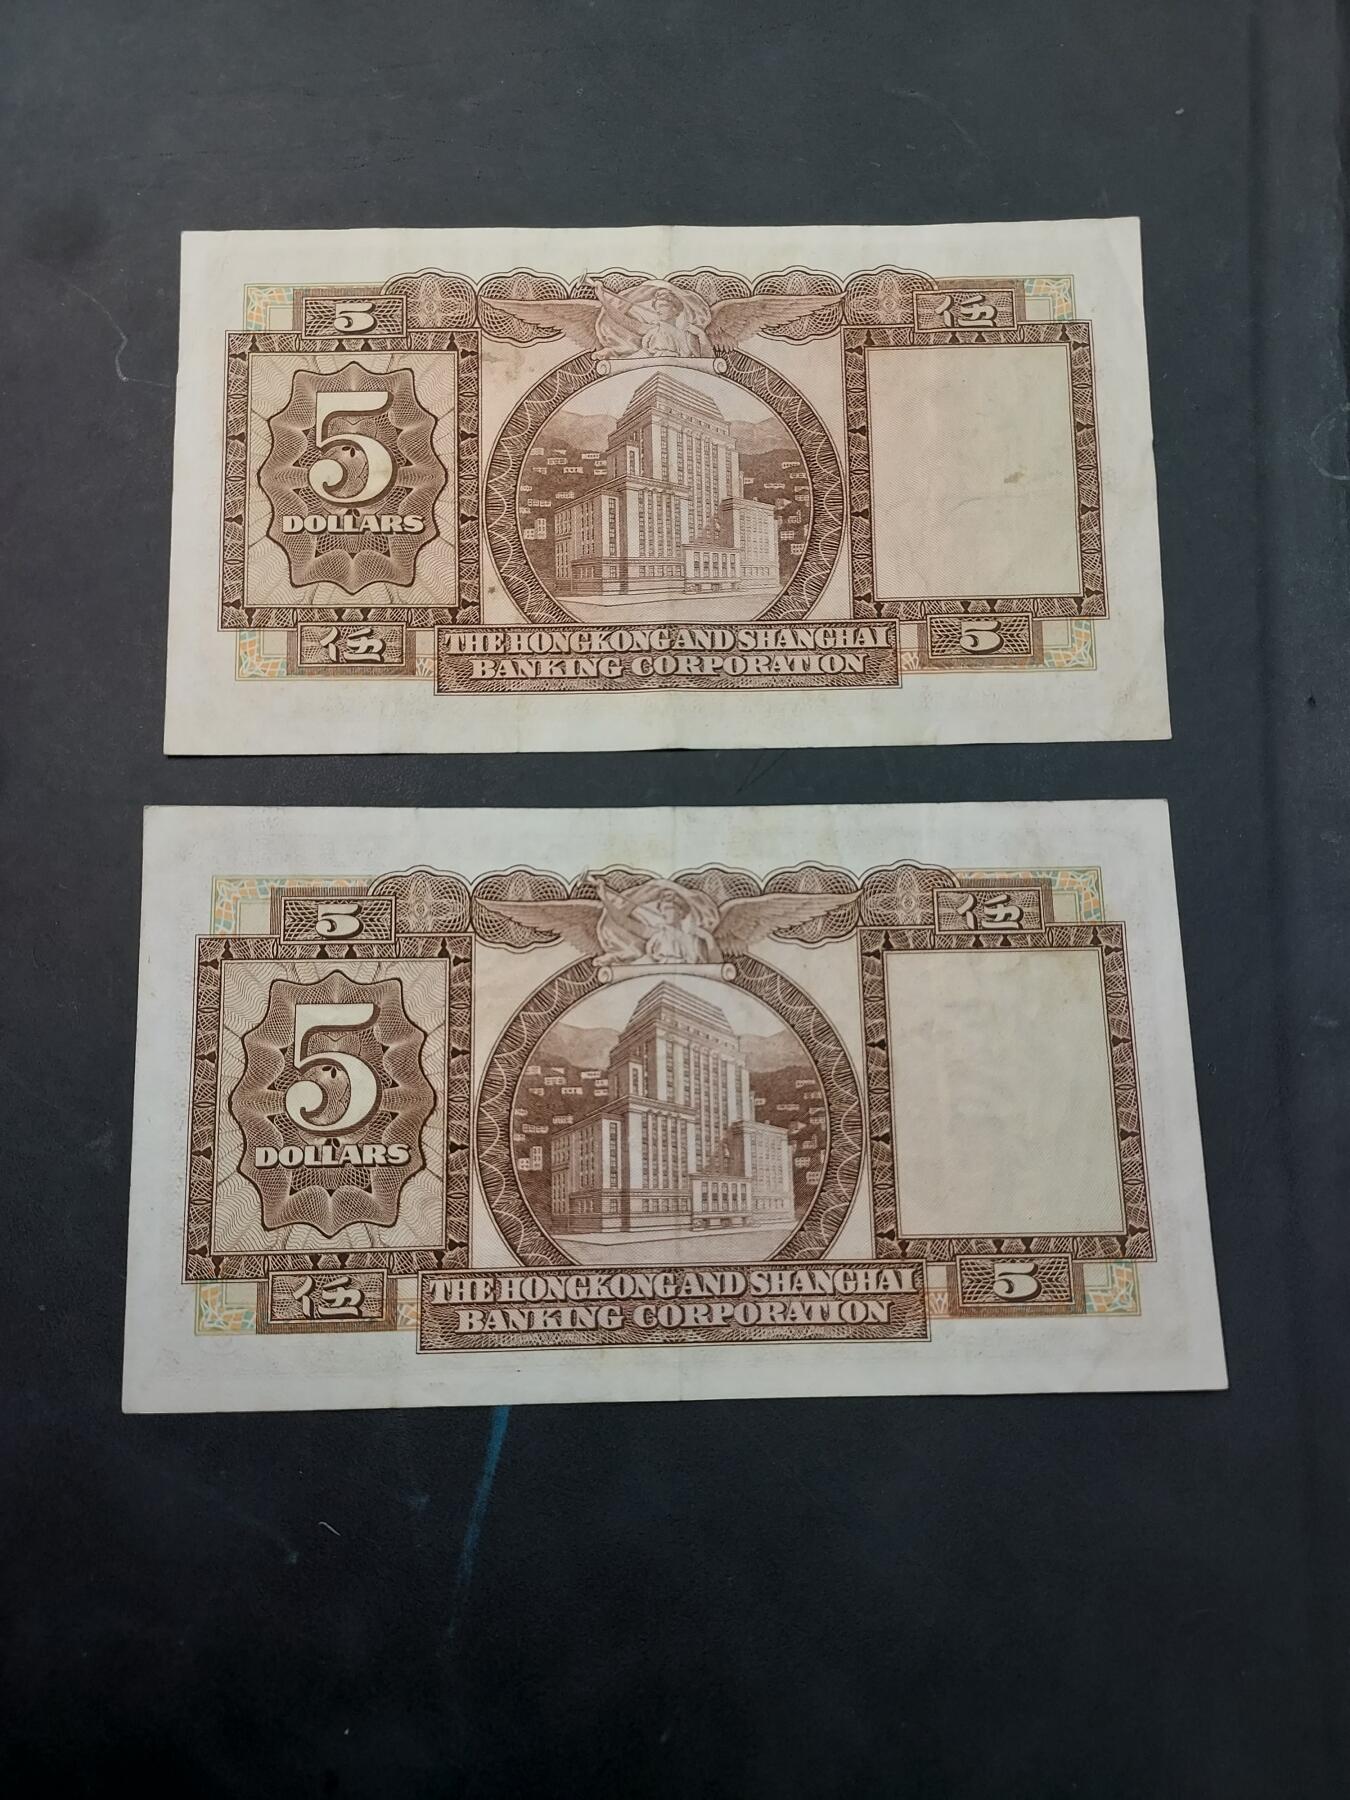 5 伍
5
DOLLARS
伍 5
THE HONGKONG AND SHANGHAI
BANKING CORPORATION
5 伍
5
DOLLARS
伍 5
THE HONGKONG AND SHANGHAI
BANKING CORPORATION